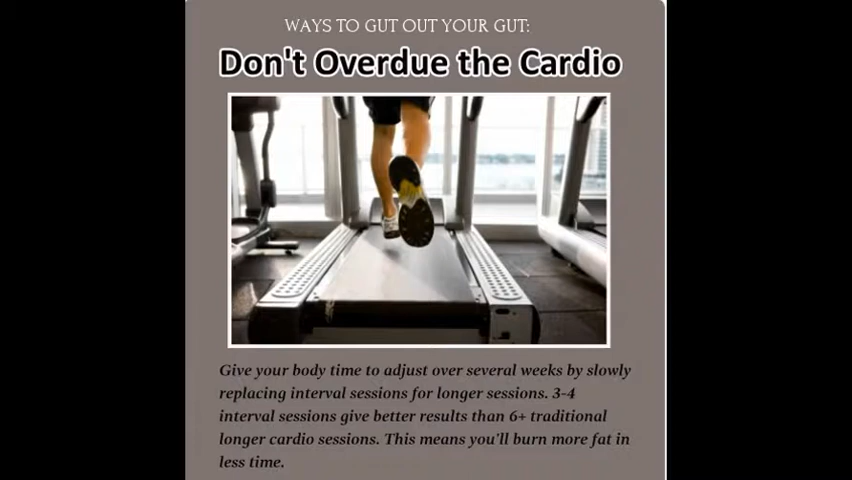 WAYS TO GUT OUT YOUR GUT:
Don't Overdue the Cardio
Give your body time to adjust over several weeks by slowly
replacing interval sessions for longer sessions. 3-4
interval sessions give better results than 6+ traditional
longer cardio sessions. This means you'll burn more fat in
less time.